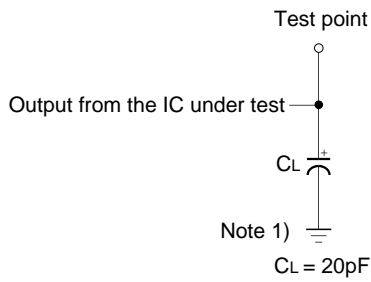 Test point
Output from the IC under test
+
CL
Note 1)
CL = 20pF